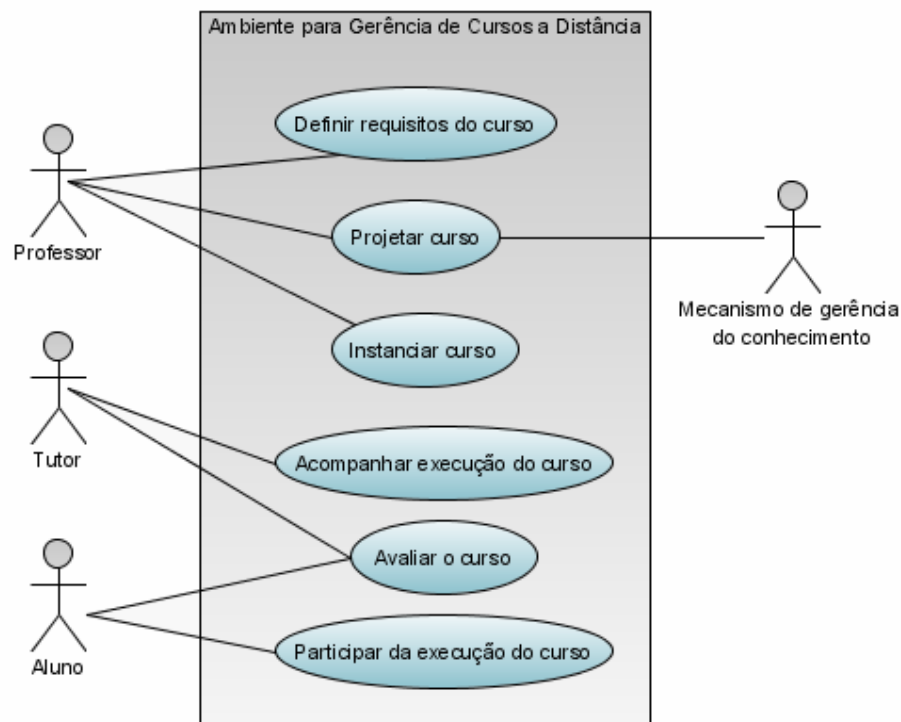 Ambiente para Gerência de Cursos a Distância
Definir requisitos do curso
Professor
Projetar curso
Mecanismo de gerência
do conhecimento
Instanciar curso
Tutor
Acompanhar execução do curso
Avaliar o curso
Aluno
Participar da execução do curso